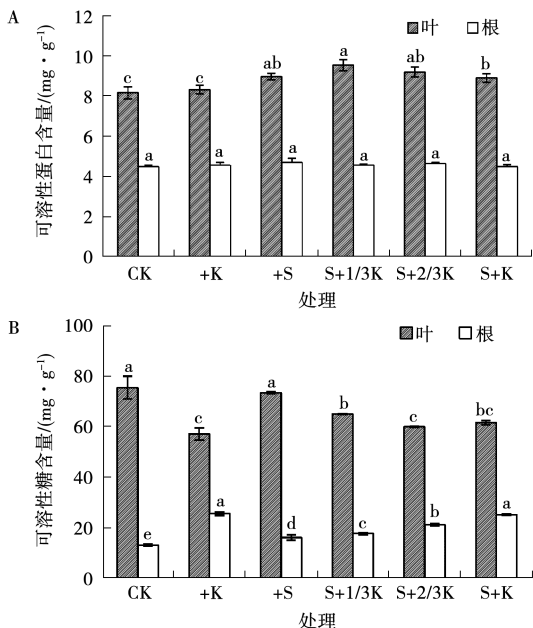 A
叶 根
可溶性蛋白含量/(mg·g⁻¹)
12
10
8
6
4
2
0
c a c a ab a a a ab a b a
CK +K +S S+1/3K S+2/3K S+K
处理
B
叶 根
可溶性糖含量/(mg·g⁻¹)
100
80
60
40
20
0
a e c a a d b c c b bc a
CK +K +S S+1/3K S+2/3K S+K
处理